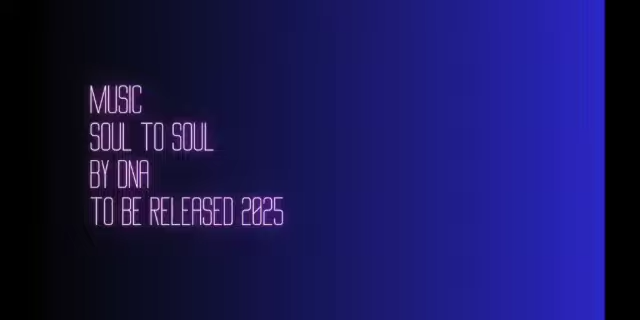 MUSIC
SOUL TO SOUL
BY DNA
TO BE RELEASED 2025